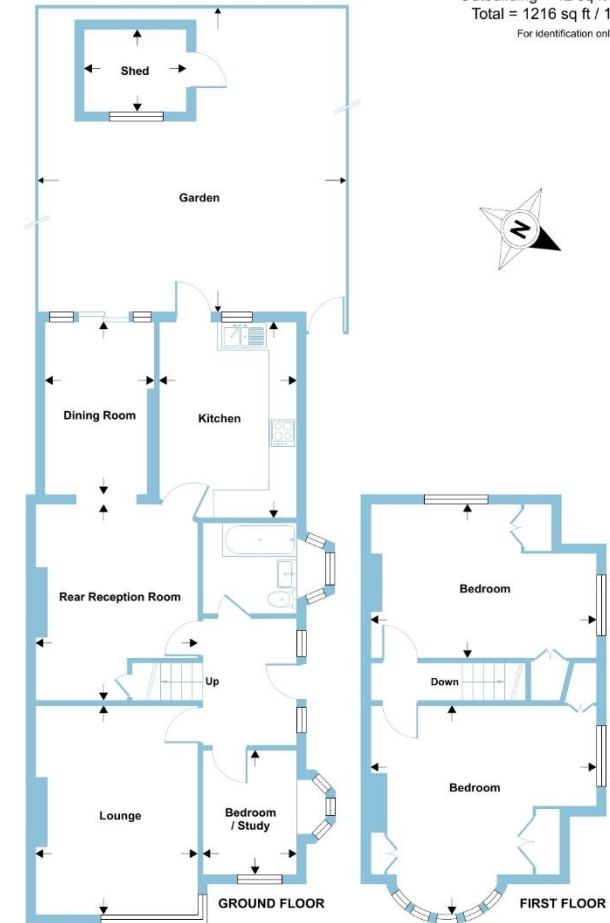 Total = 1216 sq ft / 1
For identification onl
Shed
Garden
N
Dining Room
Kitchen
Rear Reception Room
Up
Lounge
Bedroom
/ Study
GROUND FLOOR
Bedroom
Down
Bedroom
FIRST FLOOR